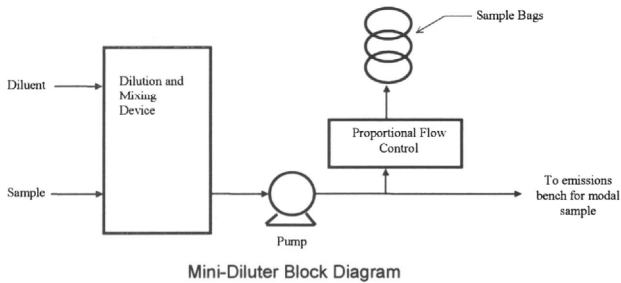 Sample Bags
Diluent
Dilution and
Mixing
Device
Proportional Flow
Control
Sample
To emissions
bench for modal
sample
Pump
Mini-Diluter Block Diagram